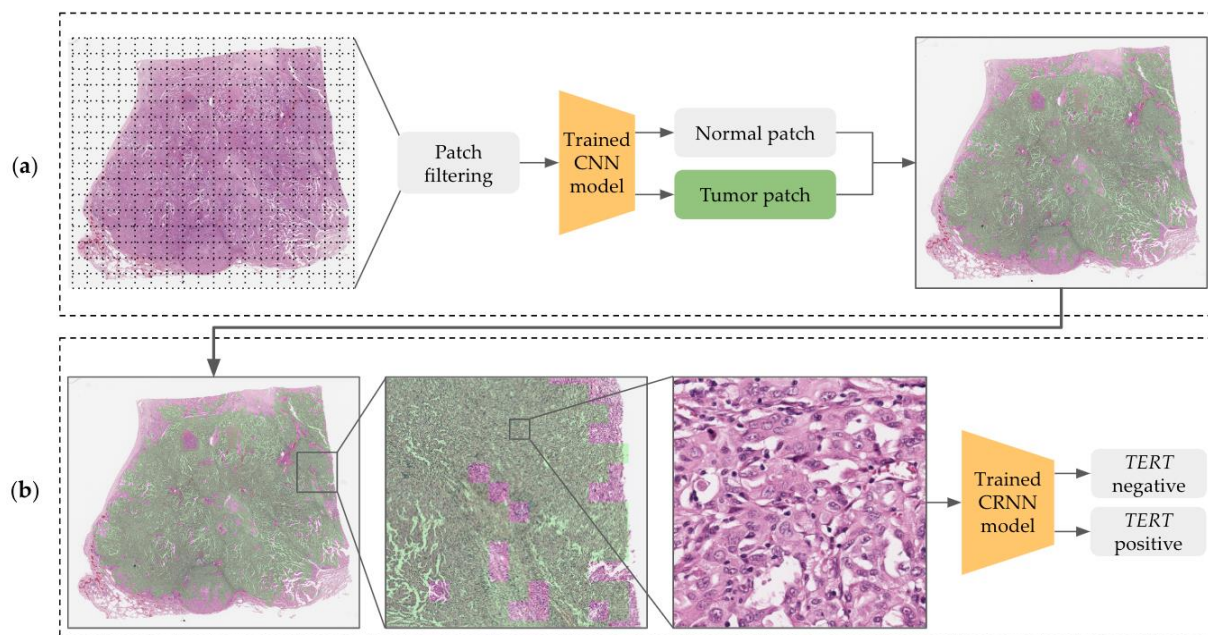 (a)
Patch
filtering
Trained
CNN
model
Normal patch
Tumor patch
(b)
Trained
CRNN
model
TERT
negative
TERT
positive